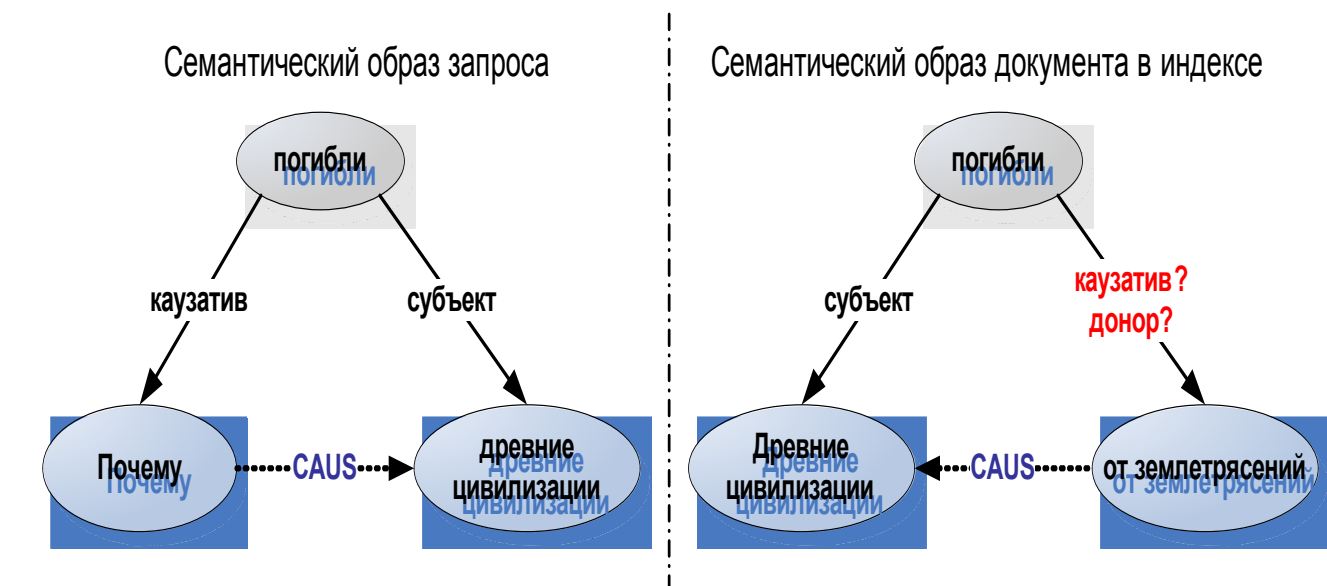 Семантический образ запроса
погибли
каузатив
субъект
Почему
CAUS
древние
цивилизации
Семантический образ документа в индексе
погибли
субъект
каузатив?
донор?
Древние
цивилизации
CAUS
от землетрясений